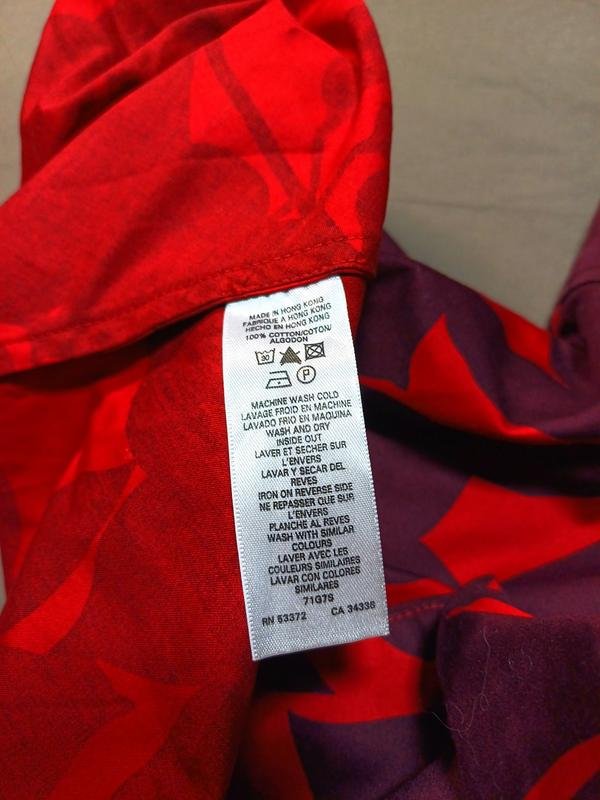 MADE IN HONG KONG
FABRIQUE A HONG KONG
HECHO EN HONG KONG
100% COTTON/COTON/
ALGODON
30
P
MACHINE WASH COLD
LAVAGE FROID EN MACHINE
LAVADO FRIO EN MAQUINA
WASH AND DRY
INSIDE OUT
LAVER ET SECHER SUR
L'ENVERS
LAVAR Y SECAR DEL
REVES
IRON ON REVERSE SIDE
NE REPASSER QUE SUR
L'ENVERS
PLANCHE AL REVES
WASH WITH SIMILAR
COLOURS
LAVER AVEC LES
COULEURS SIMILAIRES
LAVAR CON COLORES
SIMILARES
71G7S
RN 53372 CA 34336